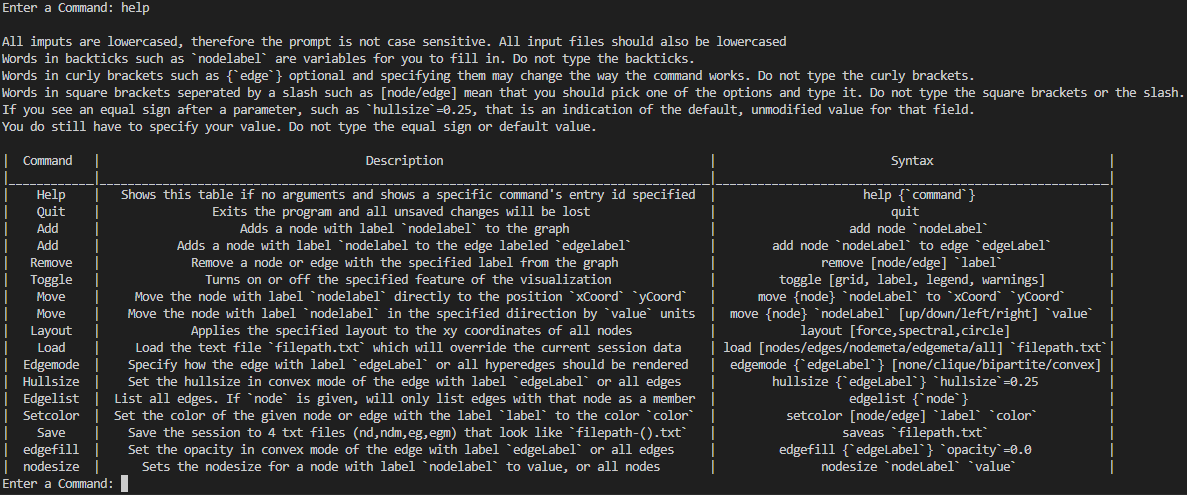 Enter a Command: help
All imputs are lowercased, therefore the prompt is not case sensitive. All input files should also be lowercased
Words in backticks such as `nodelabel` are variables for you to fill in. Do not type the backticks.
Words in curly brackets such as {`edge`} optional and specifying them may change the way the command works. Do not type the curly brackets.
Words in square brackets seperated by a slash such as [node/edge] mean that you should pick one of the options and type it. Do not type the square brackets or the slash.
If you see an equal sign after a parameter, such as `hullsize`=0.25, that is an indication of the default, unmodified value for that field.
You do still have to specify your value. Do not type the equal sign or default value.
| Command | Description | Syntax |
| Help | Shows this table if no arguments and shows a specific command's entry id specified | help {`command`} |
| Quit | Exits the program and all unsaved changes will be lost | quit |
| Add | Adds a node with label `nodelabel` to the graph | add node `nodeLabel` |
| Add | Adds a node with label `nodelabel to the edge labeled `edgelabel` | add node `nodeLabel` to edge `edgeLabel` |
| Remove | Remove a node or edge with the specified label from the graph | remove [node/edge] `label` |
| Toggle | Turns on or off the specified feature of the visualization | toggle [grid, label, legend, warnings] |
| Move | Move the node with label `nodelabel` directly to the position `xCoord` `yCoord` | move {node} `nodeLabel` to `xCoord` `yCoord` |
| Move | Move the node with label `nodelabel` in the specified diirection by `value` units | move {node} `nodeLabel` [up/down/left/right] `value` |
| Layout | Applies the specified layout to the xy coordinates of all nodes | layout [force,spectral,circle] |
| Load | Load the text file `filepath.txt` which will override the current session data | load [nodes/edges/nodemeta/edgemeta/all] `filepath.txt`|
| Edgemode | Specify how the edge with label `edgeLabel` or all hyperedges should be rendered | edgemode {`edgeLabel`} [none/clique/bipartite/convex] |
| Hullsize | Set the hullsize in convex mode of the edge with label `edgeLabel` or all edges | hullsize {`edgeLabel`} `hullsize`=0.25 |
| Edgelist | List all edges. If `node` is given, will only list edges with that node as a member | edgelist {`node`} |
| Setcolor | Set the color of the given node or edge with the label `label` to the color `color` | setcolor [node/edge] `label` `color` |
| Save | Save the session to 4 txt files (nd,ndm,eg,egm) that look like `filepath-().txt` | saveas `filepath.txt` |
| edgefill | Set the opacity in convex mode of the edge with label `edgeLabel` or all edges | edgefill {`edgeLabel`} `opacity`=0.0 |
| nodesize | Sets the nodesize for a node with label `nodelabel` to value, or all nodes | nodesize `nodeLabel` `value` |
Enter a Command: